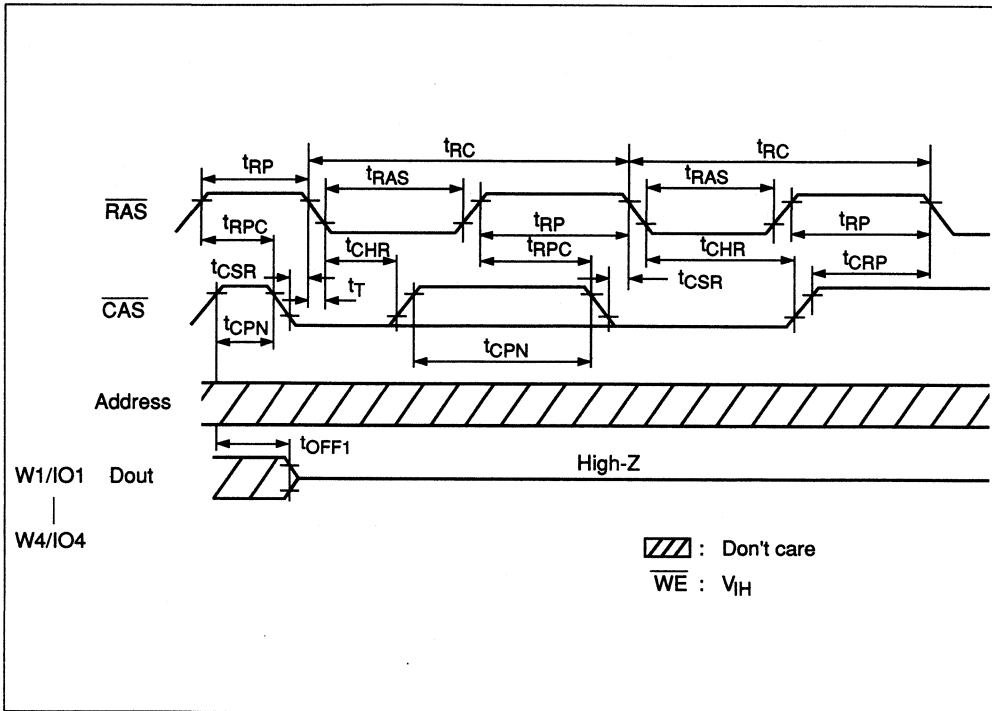 tRC tRC
tRP tRAS tRAS
RAS
tRPC tRP tRP
tCHR tRPC tCHR tCRP
tCSR tCSR
tT
CAS
tCPN
tCPN
Address
tOFF1
W1/IO1 Dout High-Z
W4/IO4
: Don't care
WE : VIH